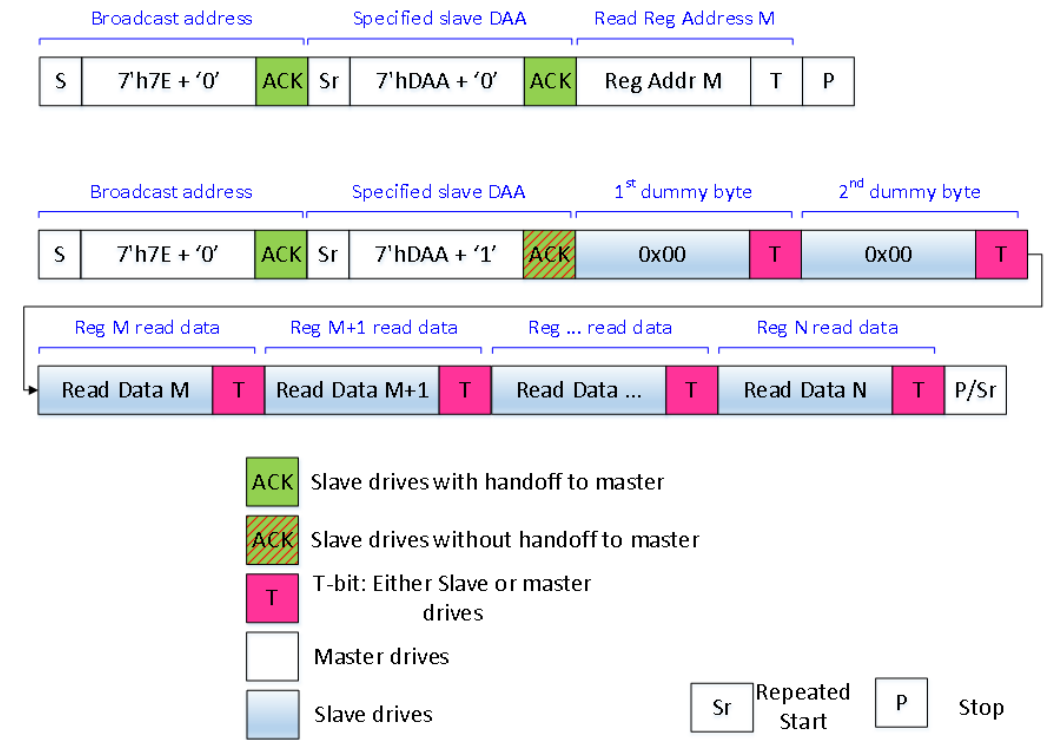 Broadcast address Specified slave DAA Read Reg Address M
S 7'h7E + ‘0’ ACK Sr 7'hDAA + ‘0’ ACK Reg Addr M T P
Broadcast address Specified slave DAA 1st dummy byte 2nd dummy byte
S 7'h7E + ‘0’ ACK Sr 7'hDAA + ‘1’ ACK 0x00 T 0x00 T
Reg M read data Reg M+1 read data Reg ... read data Reg N read data
Read Data M T Read Data M+1 T Read Data ... T Read Data N T P/Sr
ACK Slave drives with handoff to master
ACK Slave drives without handoff to master
T T-bit: Either Slave or master
drives
Master drives
Slave drives
Sr Repeated
Start
P Stop